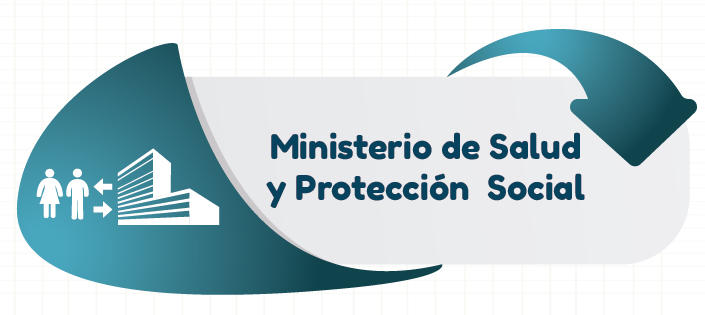 Ministerio de Salud
y Protección Social